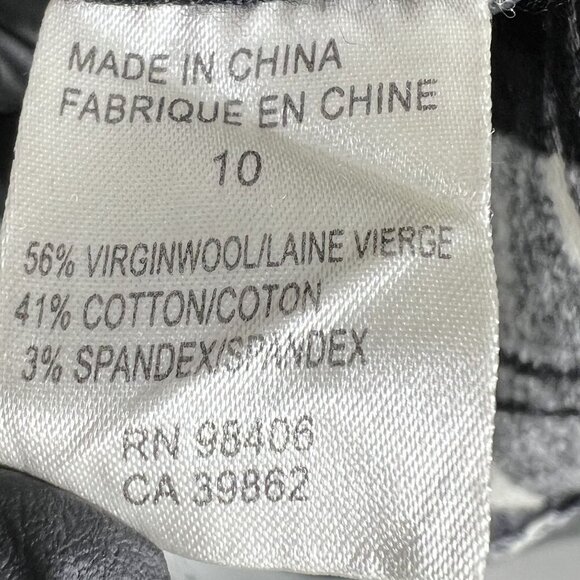 MADE IN CHINA
FABRIQUE EN CHINE
10
56% VIRGINWOOL/LAINE VIERGE
41% COTTON/COTON
3% SPANDEX/SPANDEX
RN 98406
CA 39862